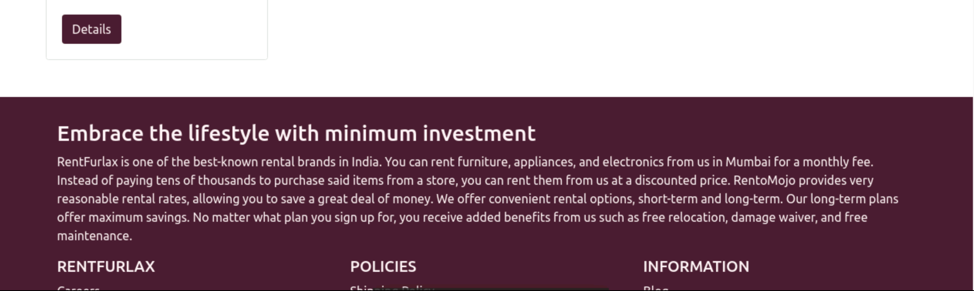 Details
Embrace the lifestyle with minimum investment
RentFurlax is one of the best-known rental brands in India. You can rent furniture, appliances, and electronics from us in Mumbai for a monthly fee.
Instead of paying tens of thousands to purchase said items from a store, you can rent them from us at a discounted price. RentoMojo provides very
reasonable rental rates, allowing you to save a great deal of money. We offer convenient rental options, short-term and long-term. Our long-term plans
offer maximum savings. No matter what plan you sign up for, you receive added benefits from us such as free relocation, damage waiver, and free
maintenance.
RENTFURLAX POLICIES INFORMATION
Careers Shipping Policy Blog